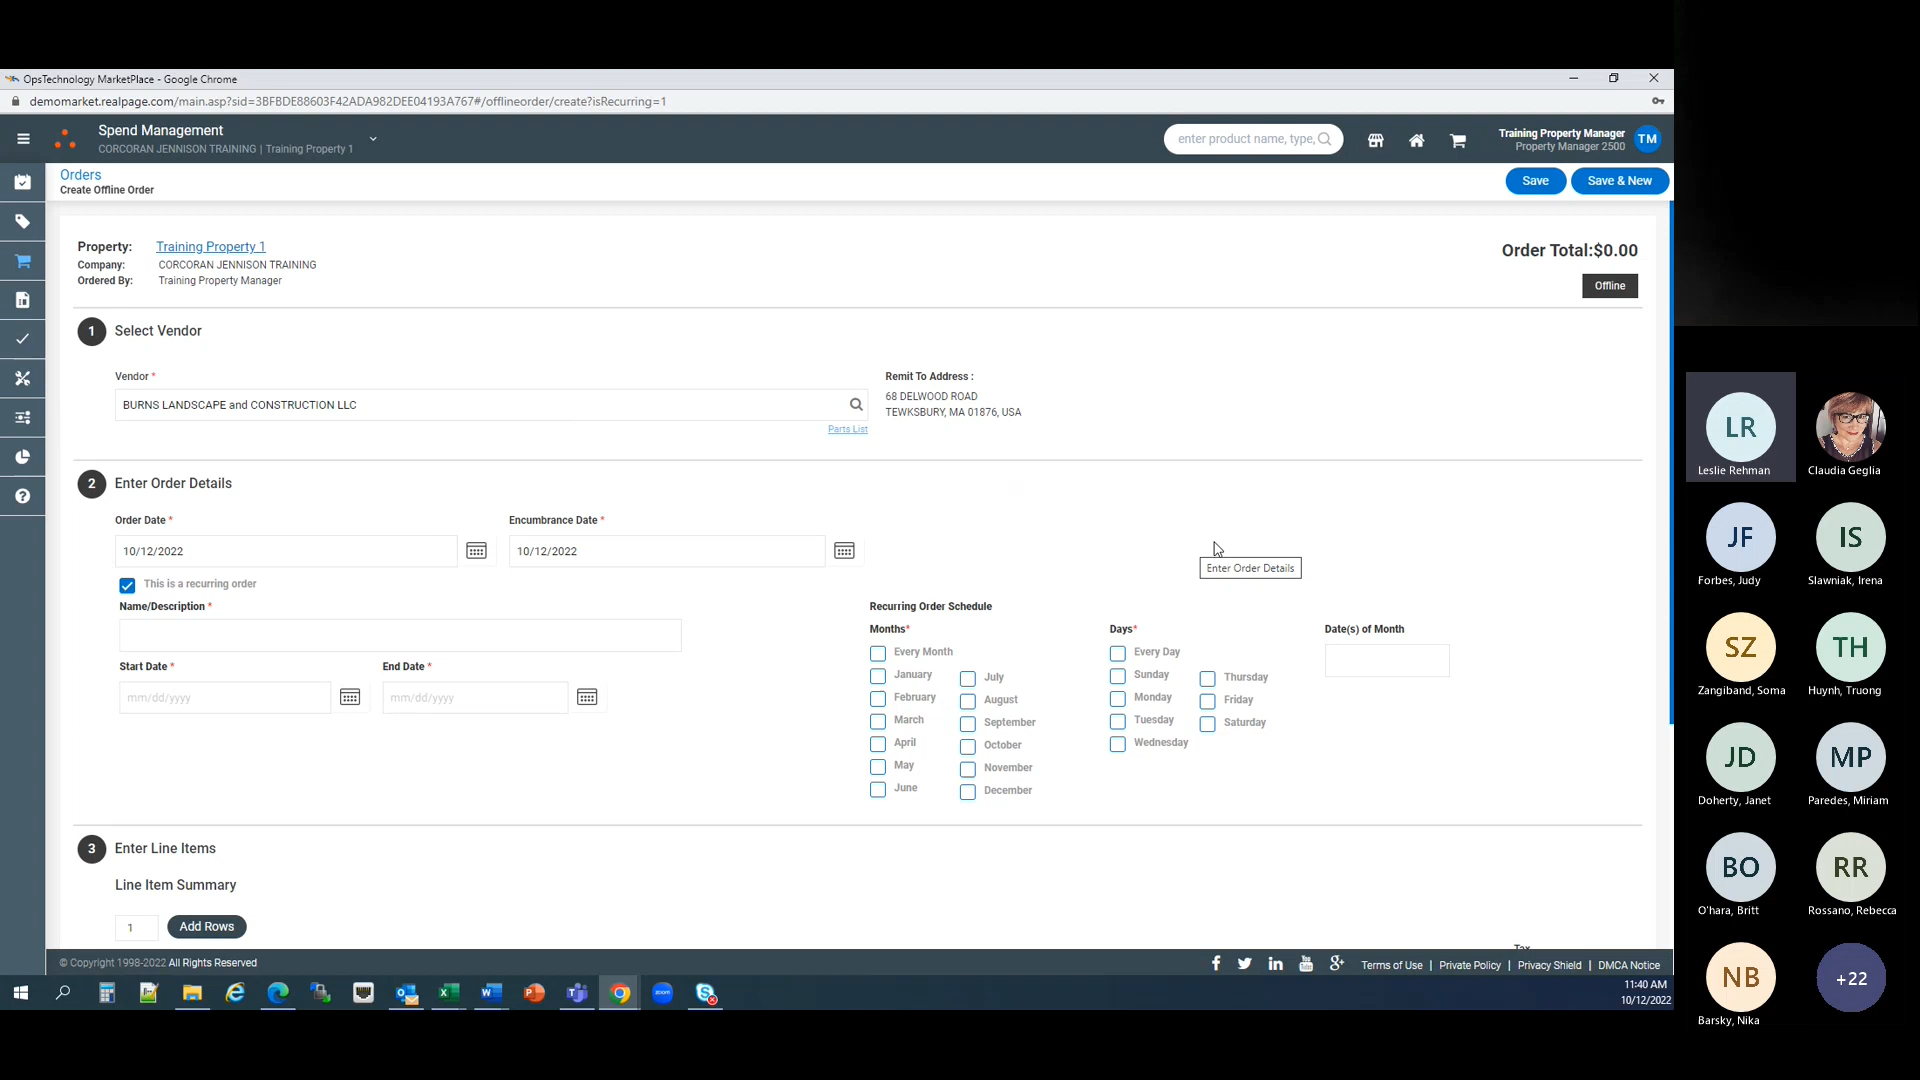 OpsTechnology MarketPlace - Google Chrome
demomarket.realpage.com/main.asp?sid=3BFBDE88603F42ADA982DEE04193A767#/offlineorder/create?isRecurring=1
Spend Management
CORCORAN JENNISON TRAINING | Training Property 1
enter product name, type,
Training Property Manager
Property Manager 2500
TM
Orders
Create Offline Order
Save
Save & New
Property: Training Property 1
Company: CORCORAN JENNISON TRAINING
Ordered By: Training Property Manager
Order Total:$0.00
Offline
1 Select Vendor
Vendor *
BURNS LANDSCAPE and CONSTRUCTION LLC
Parts List
Remit To Address :
68 DELWOOD ROAD
TEWKSBURY, MA 01876, USA
2 Enter Order Details
Order Date *
10/12/2022
Encumbrance Date *
10/12/2022
Enter Order Details
This is a recurring order
Name/Description *
Start Date *
mm/dd/yyyy
End Date *
mm/dd/yyyy
Recurring Order Schedule
Months*
Every Month
January
February
March
April
May
June
July
August
September
October
November
December
Days*
Every Day
Sunday
Monday
Tuesday
Wednesday
Thursday
Friday
Saturday
Date(s) of Month
3 Enter Line Items
Line Item Summary
1
Add Rows
Tax
© Copyright 1998-2022 All Rights Reserved
Terms of Use | Private Policy | Privacy Shield | DMCA Notice
11:40 AM
10/12/2022
LR
Leslie Rehman
Claudia Geglia
JF
Forbes, Judy
IS
Slawniak, Irena
SZ
Zangiband, Soma
TH
Huynh, Truong
JD
Doherty, Janet
MP
Paredes, Miriam
BO
O'hara, Britt
RR
Rossano, Rebecca
NB
Barsky, Nika
+22